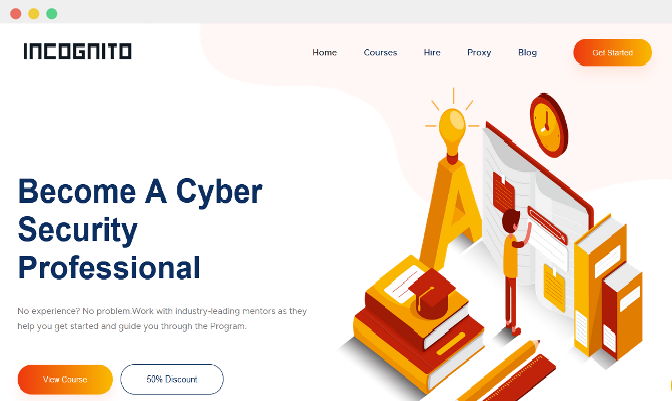 INCOGNITO
Home Courses Hire Proxy Blog Get Started
Become A Cyber
Security
Professional
No experience? No problem.Work with industry-leading mentors as they
help you get started and guide you through the Program.
View Course 50% Discount
A